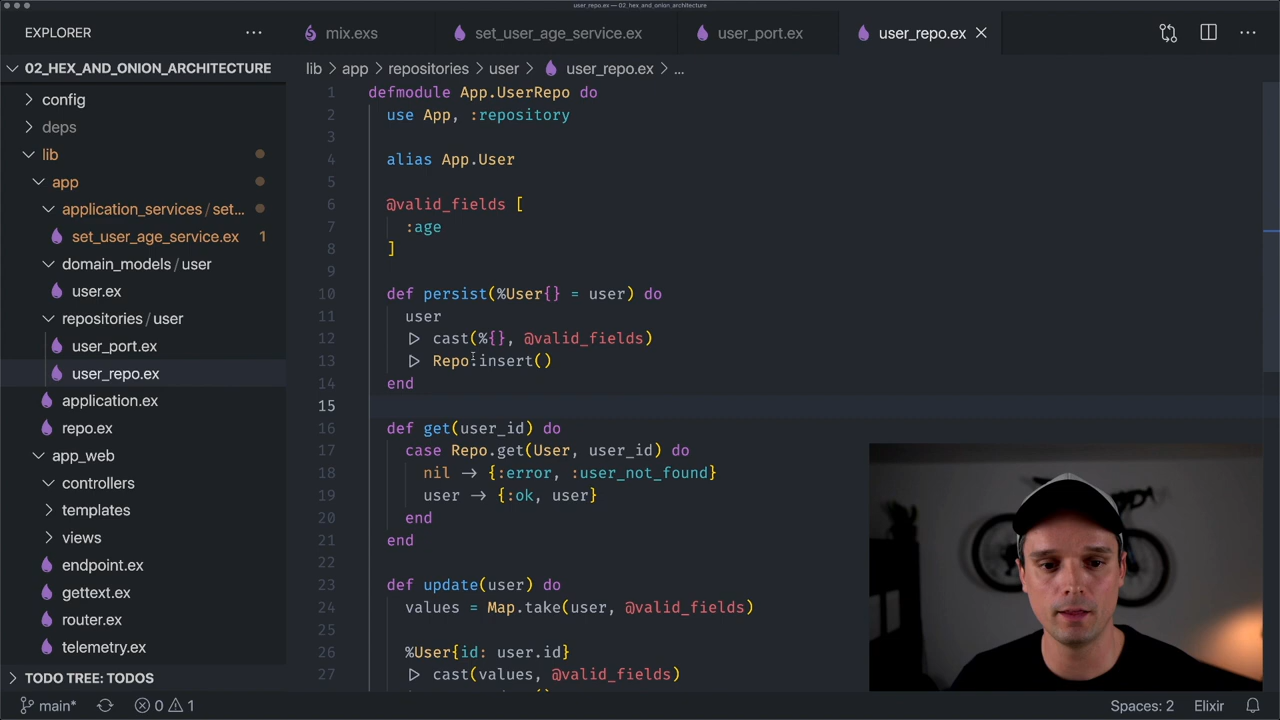 user_repo.ex — 02_hex_and_onion_architecture
EXPLORER
mix.exs
set_user_age_service.ex
user_port.ex
user_repo.ex
02_HEX_AND_ONION_ARCHITECTURE
lib > app > repositories > user > user_repo.ex > ...
config
deps
lib
app
application_services / set...
set_user_age_service.ex 1
domain_models / user
user.ex
repositories / user
user_port.ex
user_repo.ex
application.ex
repo.ex
app_web
controllers
templates
views
endpoint.ex
gettext.ex
router.ex
telemetry.ex
TODO TREE: TODOS
1 defmodule App.UserRepo do
2 use App, :repository
3
4 alias App.User
5
6 @valid_fields [
7 :age
8 ]
9
10 def persist(%User{} = user) do
11 user
12 |> cast(%{}, @valid_fields)
13 |> Repo.insert()
14 end
15
16 def get(user_id) do
17 case Repo.get(User, user_id) do
18 nil -> {:error, :user_not_found}
19 user -> {:ok, user}
20 end
21 end
22
23 def update(user) do
24 values = Map.take(user, @valid_fields)
25
26 %User{id: user.id}
27 |> cast(values, @valid_fields)
main* 0 1
Spaces: 2 Elixir